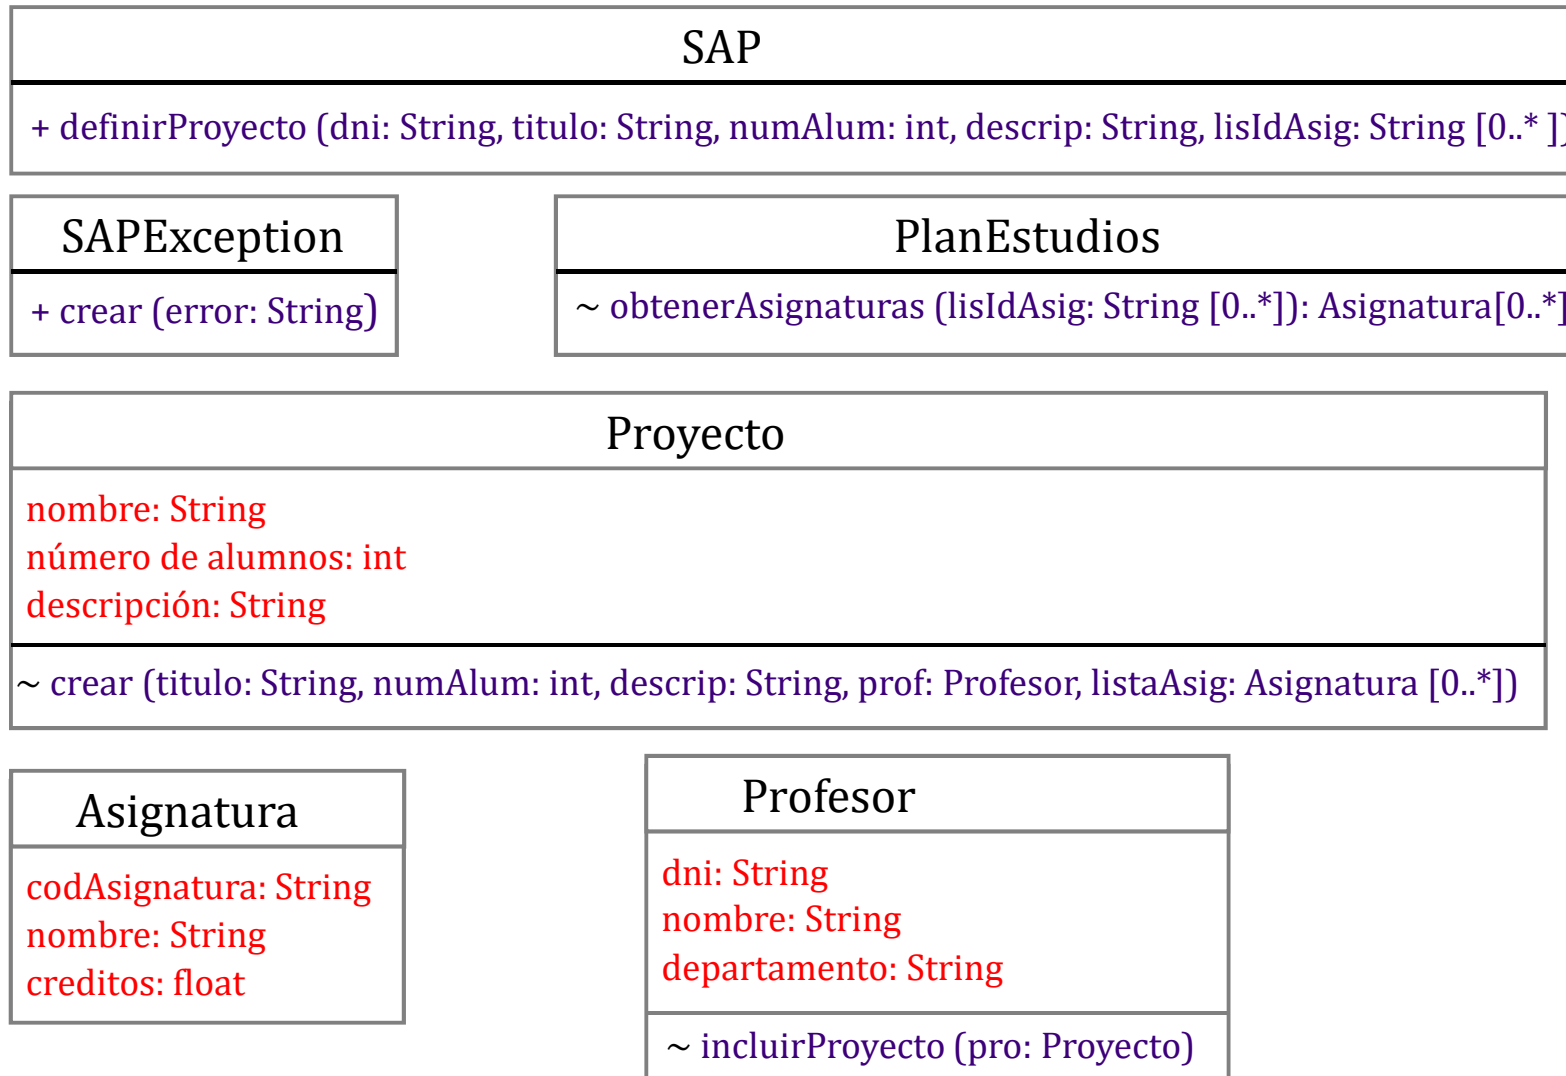 SAP
+ definirProyecto (dni: String, titulo: String, numAlum: int, descrip: String, lisIdAsig: String [0..* ])
SAPException
+ crear (error: String)
PlanEstudios
~ obtenerAsignaturas (lisIdAsig: String [0..*]): Asignatura[0..*]
Proyecto
nombre: String
número de alumnos: int
descripción: String
~ crear (titulo: String, numAlum: int, descrip: String, prof: Profesor, listaAsig: Asignatura [0..*])
Asignatura
codAsignatura: String
nombre: String
creditos: float
Profesor
dni: String
nombre: String
departamento: String
~ incluirProyecto (pro: Proyecto)